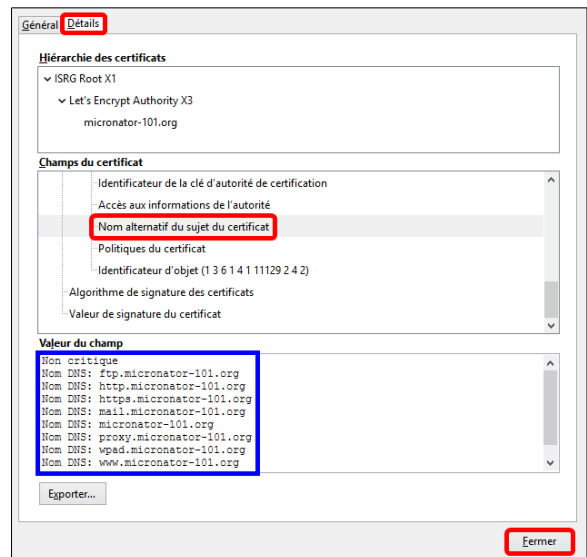 Général Détails
Hiérarchie des certificats
ISRG Root X1
Let's Encrypt Authority X3
micronator-101.org
Champs du certificat
Identificateur de la clé d'autorité de certification
Accès aux informations de l'autorité
Nom alternatif du sujet du certificat
Politiques du certificat
Identificateur d'objet (1 3 6 1 4 1 11129 2 4 2)
Algorithme de signature des certificats
Valeur de signature du certificat
Valeur du champ
Non critique
Nom DNS: ftp.micronator-101.org
Nom DNS: http.micronator-101.org
Nom DNS: https.micronator-101.org
Nom DNS: mail.micronator-101.org
Nom DNS: micronator-101.org
Nom DNS: proxy.micronator-101.org
Nom DNS: wpad.micronator-101.org
Nom DNS: www.micronator-101.org
Exporter...
Fermer